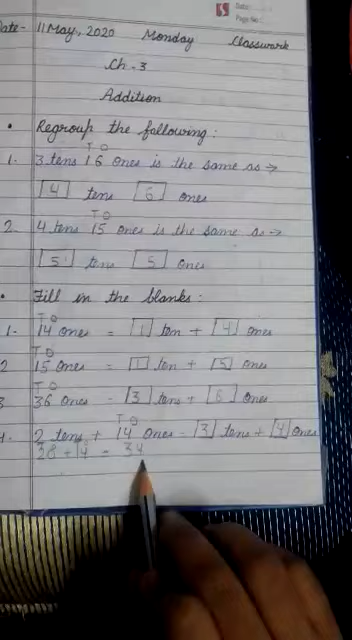 Date:
Page No:
Date- 11 May, 2020 Monday Classwork
Ch-3
Addition
• Regroup the following:
T O
1. 3 tens 16 ones is the same as →
4 tens 6 ones
T O
2. 4 tens 15 ones is the same as →
5 tens 5 ones
• Fill in the blanks:
T O
1. 14 ones = 1 ten + 4 ones
T O
2 15 ones = 1 ten + 5 ones
T O
3 36 ones = 3 tens + 6 ones
T O
4. 2 tens + 14 ones = 3 tens + 4 ones
+ 14 = 34